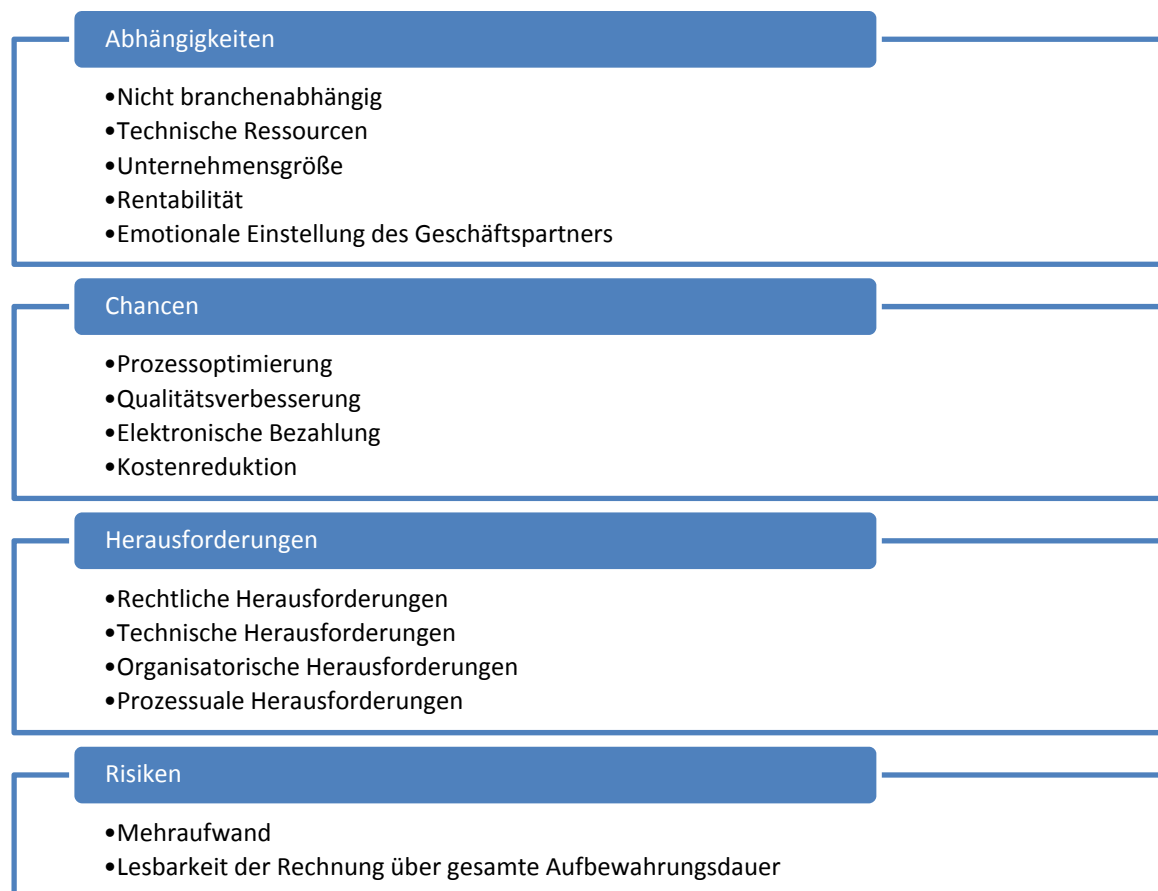 Abhängigkeiten
•Nicht branchenabhängig
•Technische Ressourcen
•Unternehmensgröße
•Rentabilität
•Emotionale Einstellung des Geschäftspartners
Chancen
•Prozessoptimierung
•Qualitätsverbesserung
•Elektronische Bezahlung
•Kostenreduktion
Herausforderungen
•Rechtliche Herausforderungen
•Technische Herausforderungen
•Organisatorische Herausforderungen
•Prozessuale Herausforderungen
Risiken
•Mehraufwand
•Lesbarkeit der Rechnung über gesamte Aufbewahrungsdauer